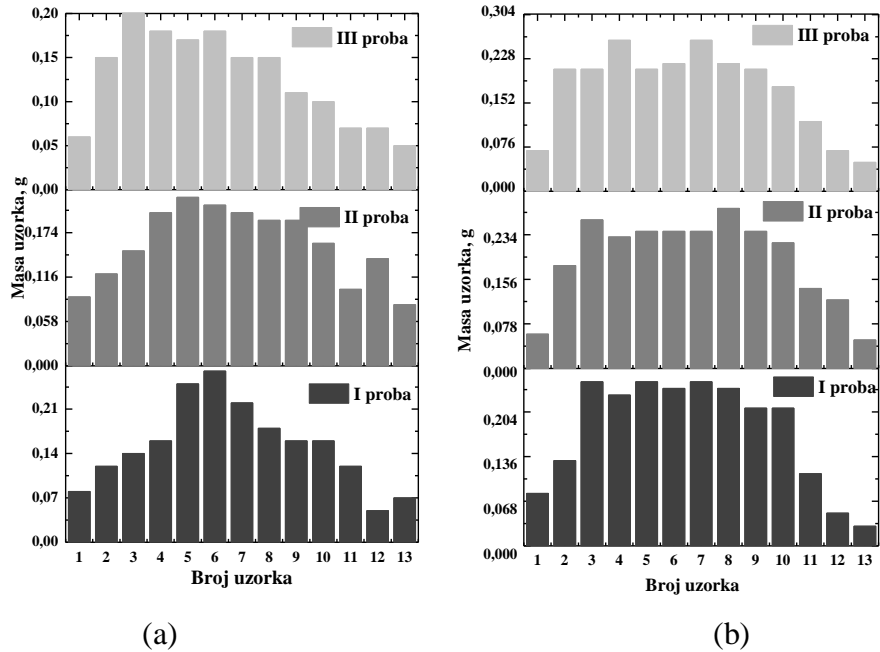 Masa uzorka, g
0,20
0,15
0,10
0,05
0,00
III proba
0,174
0,116
0,058
0,000
II proba
0,21
0,14
0,07
0,00
I proba
1 2 3 4 5 6 7 8 9 10 11 12 13
Broj uzorka
(a)
Masa uzorka, g
0,304
0,228
0,152
0,076
0,000
III proba
0,234
0,156
0,078
0,000
II proba
0,204
0,136
0,068
0,000
I proba
1 2 3 4 5 6 7 8 9 10 11 12 13
Broj uzorka
(b)